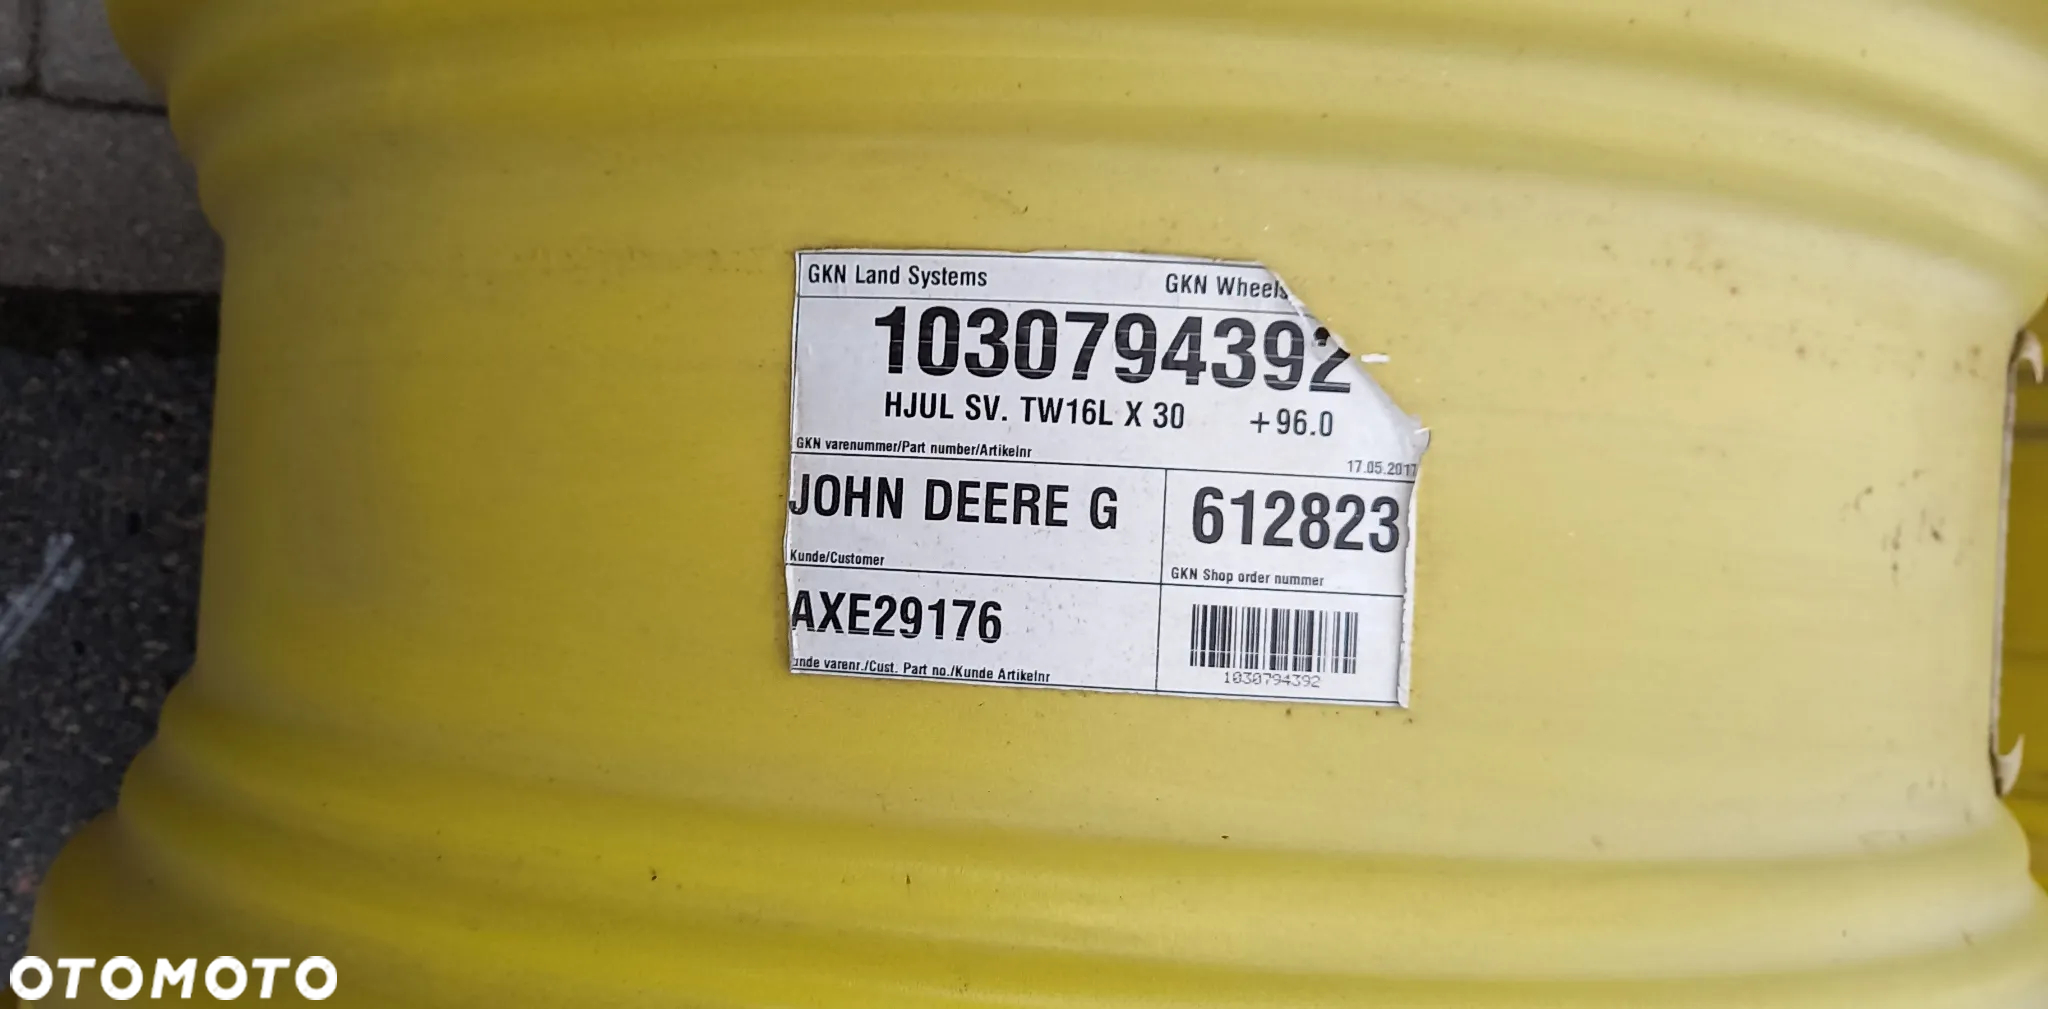 GKN Land Systems GKN Wheels
1030794392
HJUL SV. TW16L X 30 +96.0
GKN varenummer/Part number/Artikelnr 17.05.2017
JOHN DEERE G 612823
Kunde/Customer GKN Shop order nummer
AXE29176
unde varenr./Cust. Part no./Kunde Artikelnr 1030794392
OTOMOTO